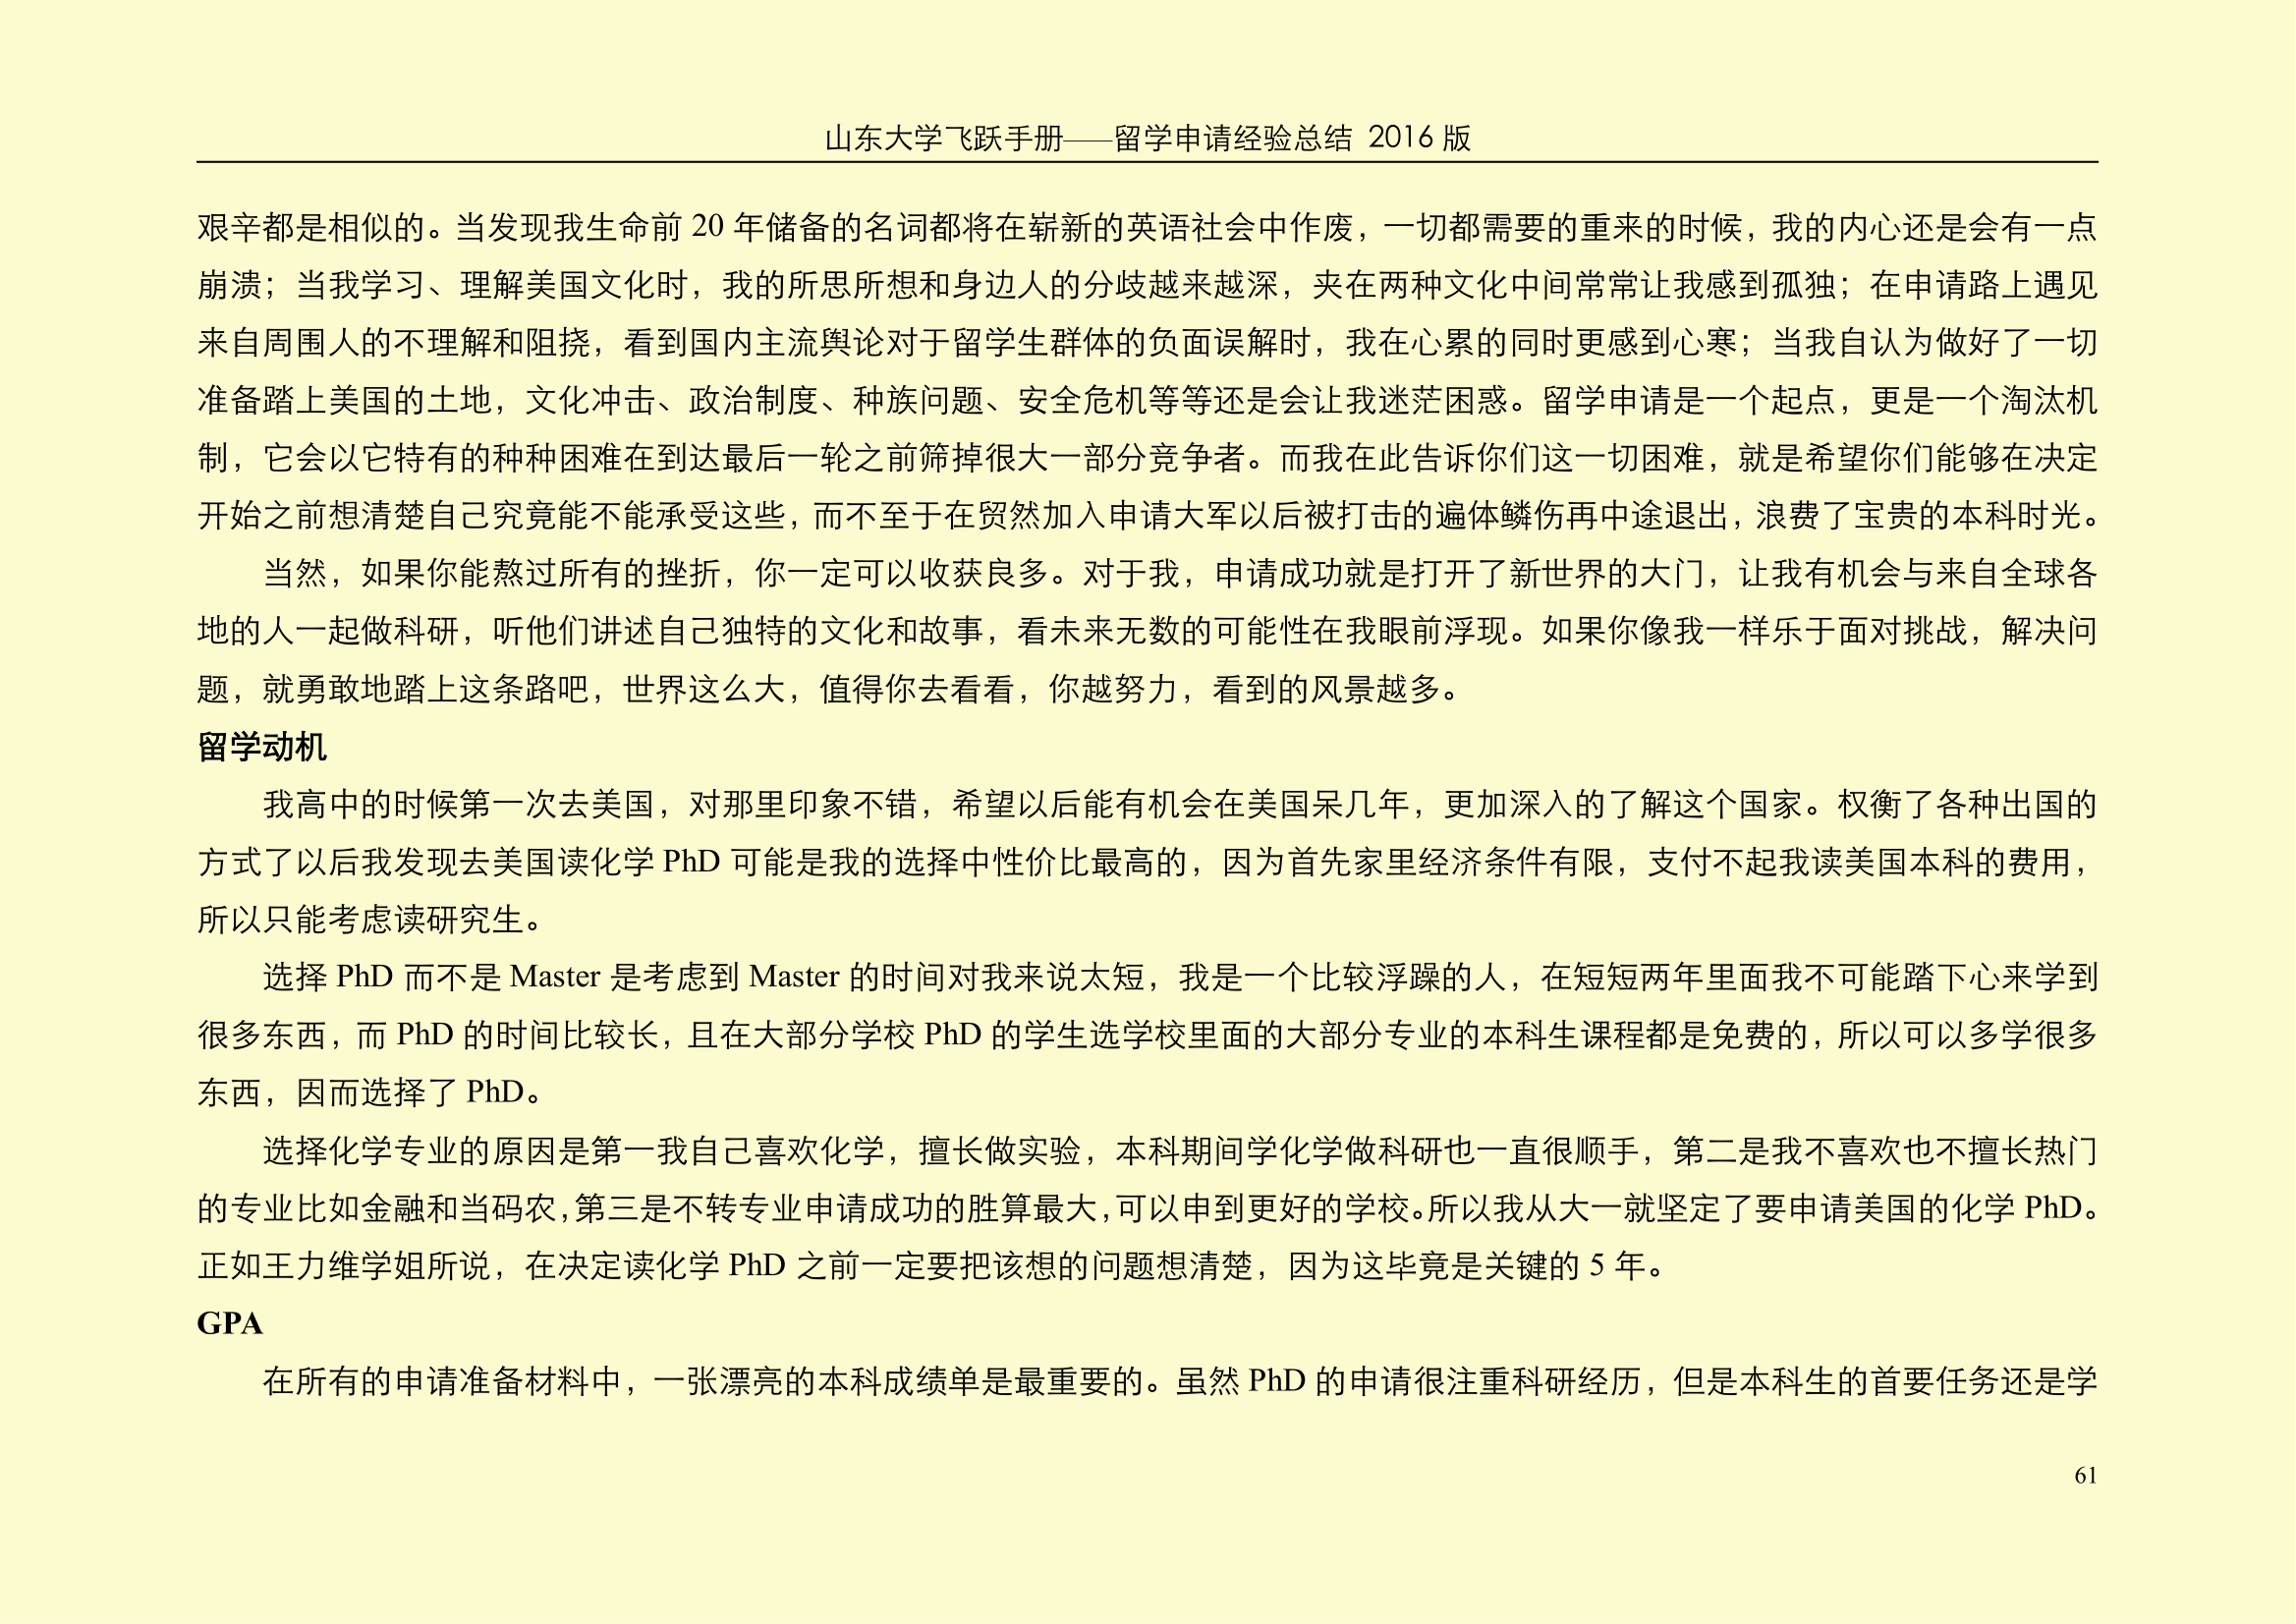 山东大学飞跃手册——留学申请经验总结 2016 版
艰辛都是相似的。当发现我生命前 20 年储备的名词都将在崭新的英语社会中作废，一切都需要的重来的时候，我的内心还是会有一点
崩溃；当我学习、理解美国文化时，我的所思所想和身边人的分歧越来越深，夹在两种文化中间常常让我感到孤独；在申请路上遇见
来自周围人的不理解和阻挠，看到国内主流舆论对于留学生群体的负面误解时，我在心累的同时更感到心寒；当我自认为做好了一切
准备踏上美国的土地，文化冲击、政治制度、种族问题、安全危机等等还是会让我迷茫困惑。留学申请是一个起点，更是一个淘汰机
制，它会以它特有的种种困难在到达最后一轮之前筛掉很大一部分竞争者。而我在此告诉你们这一切困难，就是希望你们能够在决定
开始之前想清楚自己究竟能不能承受这些，而不至于在贸然加入申请大军以后被打击的遍体鳞伤再中途退出，浪费了宝贵的本科时光。
当然，如果你能熬过所有的挫折，你一定可以收获良多。对于我，申请成功就是打开了新世界的大门，让我有机会与来自全球各
地的人一起做科研，听他们讲述自己独特的文化和故事，看未来无数的可能性在我眼前浮现。如果你像我一样乐于面对挑战，解决问
题，就勇敢地踏上这条路吧，世界这么大，值得你去看看，你越努力，看到的风景越多。
留学动机
我高中的时候第一次去美国，对那里印象不错，希望以后能有机会在美国呆几年，更加深入的了解这个国家。权衡了各种出国的
方式了以后我发现去美国读化学 PhD 可能是我的选择中性价比最高的，因为首先家里经济条件有限，支付不起我读美国本科的费用，
所以只能考虑读研究生。
选择 PhD 而不是 Master 是考虑到 Master 的时间对我来说太短，我是一个比较浮躁的人，在短短两年里面我不可能踏下心来学到
很多东西，而 PhD 的时间比较长，且在大部分学校 PhD 的学生选学校里面的大部分专业的本科生课程都是免费的，所以可以多学很多
东西，因而选择了 PhD。
选择化学专业的原因是第一我自己喜欢化学，擅长做实验，本科期间学化学做科研也一直很顺手，第二是我不喜欢也不擅长热门
的专业比如金融和当码农，第三是不转专业申请成功的胜算最大，可以申到更好的学校。所以我从大一就坚定了要申请美国的化学 PhD。
正如王力维学姐所说，在决定读化学 PhD 之前一定要把该想的问题想清楚，因为这毕竟是关键的 5 年。
GPA
在所有的申请准备材料中，一张漂亮的本科成绩单是最重要的。虽然 PhD 的申请很注重科研经历，但是本科生的首要任务还是学
61